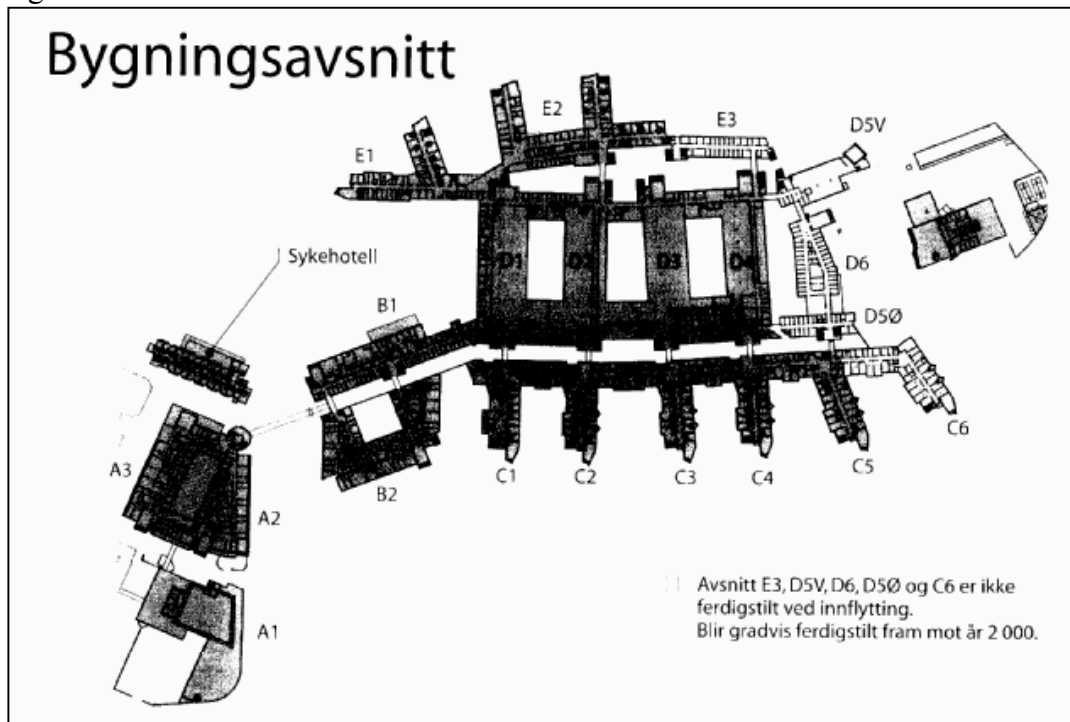 Bygningsavsnitt
E2
E3
D5V
E1
Sykehotell
D1
D2
D3
D4
D6
B1
D5Ø
C6
A3
C5
C1
C2
C3
C4
B2
A2
Avsnitt E3, D5V, D6, D5Ø og C6 er ikke
ferdigstilt ved innflytting.
A1
Blir gradvis ferdigstilt fram mot år 2 000.